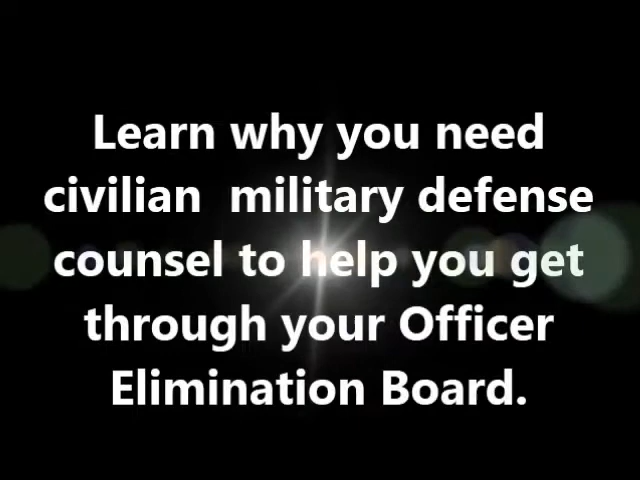 Learn why you need
civilian  military defense
counsel to help you get
through your Officer
Elimination Board.